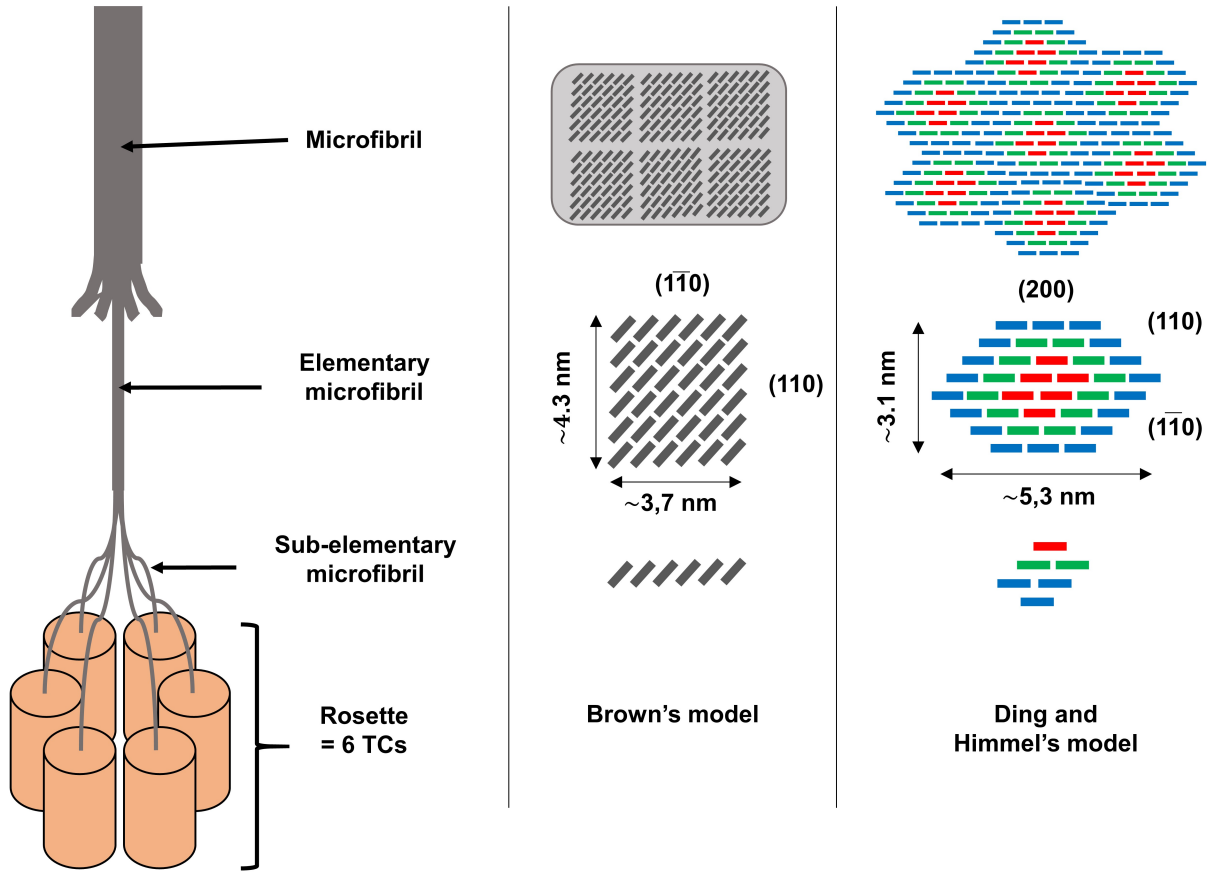 Microfibril
Elementary
microfibril
Sub-elementary
microfibril
Rosette
= 6 TCs
(11̅0̅)
~4.3 nm
(110)
~3,7 nm
Brown's model
(200)
(110)
~3.1 nm
(11̅0)
~5,3 nm
Ding and
Himmel's model